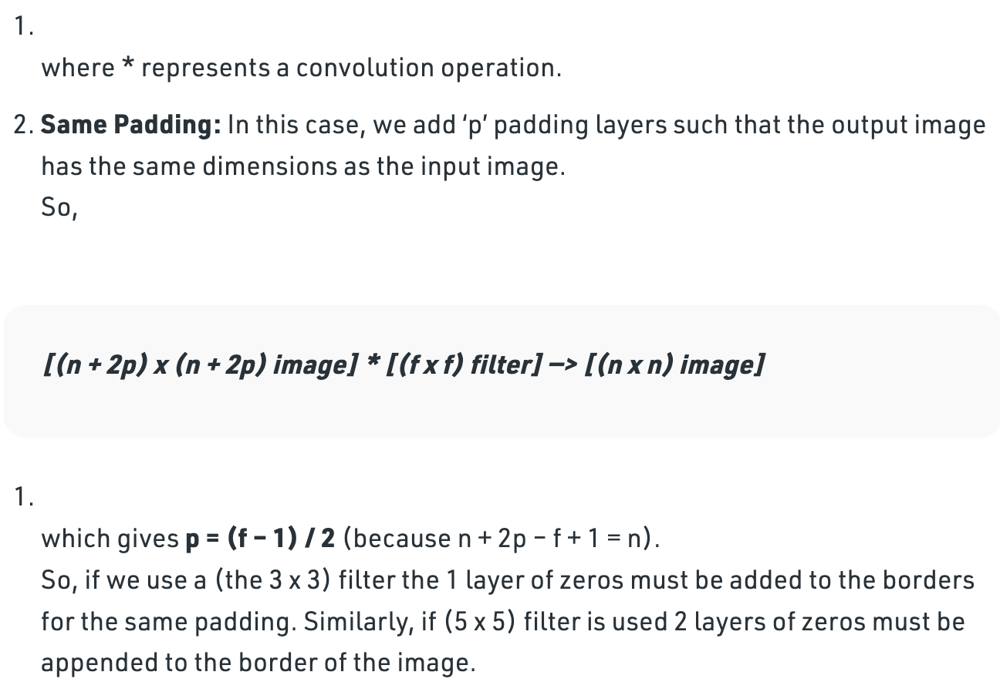 1.
where * represents a convolution operation.
2. Same Padding: In this case, we add ‘p’ padding layers such that the output image
has the same dimensions as the input image.
So,
[(n + 2p) x (n + 2p) image] * [(f x f) filter] —> [(n x n) image]
1.
which gives p = (f – 1) / 2 (because n + 2p – f + 1 = n).
So, if we use a (the 3 x 3) filter the 1 layer of zeros must be added to the borders
for the same padding. Similarly, if (5 x 5) filter is used 2 layers of zeros must be
appended to the border of the image.